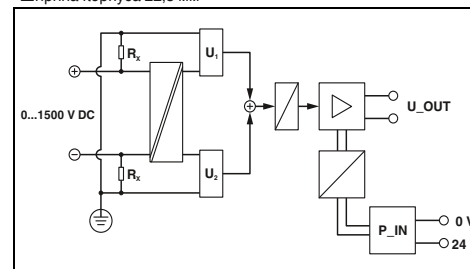 Ширина корпуса 22,5 мм
U1
RX
0...1500 V DC
U_OUT
RX
U2
P_IN
0 V
24